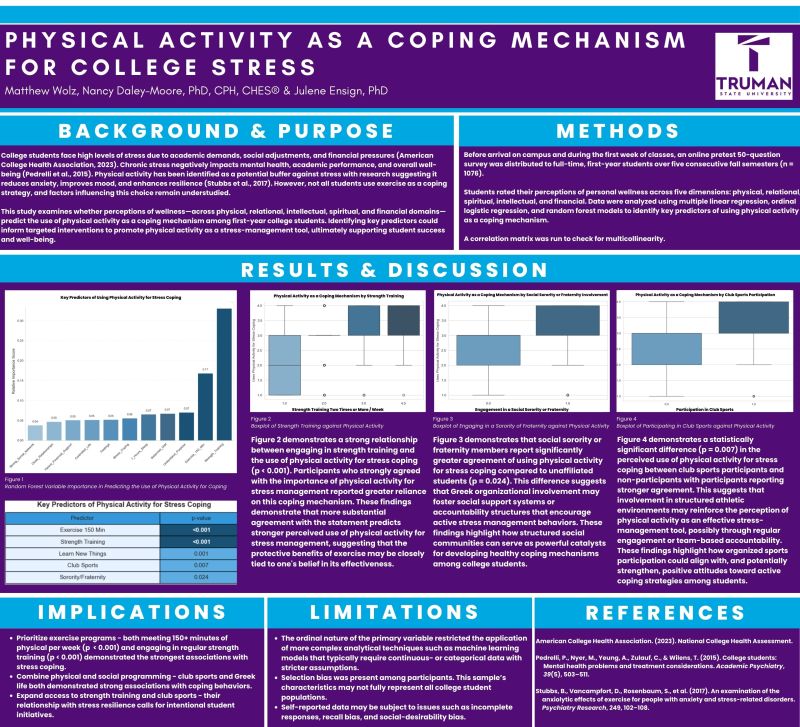 PHYSICAL ACTIVITY AS A COPING MECHANISM
FOR COLLEGE STRESS
Matthew Wolz, Nancy Daley-Moore, PhD, CPH, CHES® & Julene Ensign, PhD
TRUMAN
STATE UNIVERSITY
BACKGROUND & PURPOSE
College students face high levels of stress due to academic demands, social adjustments, and financial pressures (American
College Health Association, 2023). Chronic stress negatively impacts mental health, academic performance, and overall well-
being (Pedrelli et al., 2015). Physical activity has been identified as a potential buffer against stress with research suggesting it
reduces anxiety, improves mood, and enhances resilience (Stubbs et al., 2017). However, not all students use exercise as a coping
strategy, and factors influencing this choice remain understudied.
This study examines whether perceptions of wellness—across physical, relational, intellectual, spiritual, and financial domains—
predict the use of physical activity as a coping mechanism among first-year college students. Identifying key predictors could
inform targeted interventions to promote physical activity as a stress-management tool, ultimately supporting student success
and well-being.
METHODS
Before arrival on campus and during the first week of classes, an online pretest 50-question
survey was distributed to full-time, first-year students over five consecutive fall semesters (n =
1076).
Students rated their perceptions of personal wellness across five dimensions: physical, relational,
spiritual, intellectual, and financial. Data were analyzed using multiple linear regression, ordinal
logistic regression, and random forest models to identify key predictors of using physical activity
as a coping mechanism.
A correlation matrix was run to check for multicollinearity.
RESULTS & DISCUSSION
Key Predictors of Using Physical Activity for Stress Coping
Relative Importance Score
Figure 1
Random Forest Variable Importance in Predicting the Use of Physical Activity for Coping
Key Predictors of Physical Activity for Stress Coping
Predictor p-value
Exercise 150 Min <0.001
Strength Training <0.001
Learn New Things 0.001
Club Sports 0.007
Sorority/Fraternity 0.024
Physical Activity as a Coping Mechanism by Strength Training
Uses Physical Activity for Stress Coping
Strength Training Two Times or More / Week
Figure 2
Boxplot of Strength Training against Physical Activity
Figure 2 demonstrates a strong relationship
between engaging in strength training and
the use of physical activity for stress coping
(p < 0.001). Participants who strongly agreed
with the importance of physical activity for
stress management reported greater reliance
on this coping mechanism. These findings
demonstrate that more substantial
agreement with the statement predicts
stronger perceived use of physical activity for
stress management, suggesting that the
protective benefits of exercise may be closely
tied to one's belief in its effectiveness.
Physical Activity as a Coping Mechanism by Social Sorority or Fraternity Involvement
Uses Physical Activity for Stress Coping
Engagement in a Social Sorority or Fraternity
Figure 3
Boxplot of Engaging in a Sorority of Fraternity against Physical Activity
Figure 3 demonstrates that social sorority or
fraternity members report significantly
greater agreement of using physical activity
for stress coping compared to unaffiliated
students (p = 0.024). This difference suggests
that Greek organizational involvement may
foster social support systems or
accountability structures that encourage
active stress management behaviors. These
findings highlight how structured social
communities can serve as powerful catalysts
for developing healthy coping mechanisms
among college students.
Physical Activity as a Coping Mechanism by Club Sports Participation
Uses Physical Activity for Stress Coping
Participation in Club Sports
Figure 4
Boxplot of Participating in Club Sports against Physical Activity
Figure 4 demonstrates a statistically
significant difference (p = 0.007) in the
perceived use of physical activity for stress
coping between club sports participants and
non-participants with participants reporting
stronger agreement. This suggests that
involvement in structured athletic
environments may reinforce the perception
of physical activity as an effective stress-
management tool, possibly through regular
engagement or team-based accountability.
These findings highlight how organized sports
participation could align with, and potentially
strengthen, positive attitudes toward active
coping strategies among students.
IMPLICATIONS
• Prioritize exercise programs - both meeting 150+ minutes of
physical per week (p < 0.001) and engaging in regular strength
training (p < 0.001) demonstrated the strongest associations with
stress coping.
• Combine physical and social programming - club sports and Greek
life both demonstrated strong associations with coping behaviors.
• Expand access to strength training and club sports - their
relationship with stress resilience calls for intentional student
initiatives.
LIMITATIONS
• The ordinal nature of the primary variable restricted the application
of more complex analytical techniques such as machine learning
models that typically require continuous- or categorical data with
stricter assumptions.
• Selection bias was present among participants. This sample's
characteristics may not fully represent all college student
populations.
• Self-reported data may be subject to issues such as incomplete
responses, recall bias, and social-desirability bias.
REFERENCES
American College Health Association. (2023). National College Health Assessment.
Pedrelli, P., Nyer, M., Yeung, A., Zulauf, C., & Wilens, T. (2015). College students:
Mental health problems and treatment considerations. Academic Psychiatry,
39(5), 503–511.
Stubbs, B., Vancampfort, D., Rosenbaum, S., et al. (2017). An examination of the
anxiolytic effects of exercise for people with anxiety and stress-related disorders.
Psychiatry Research, 249, 102–108.